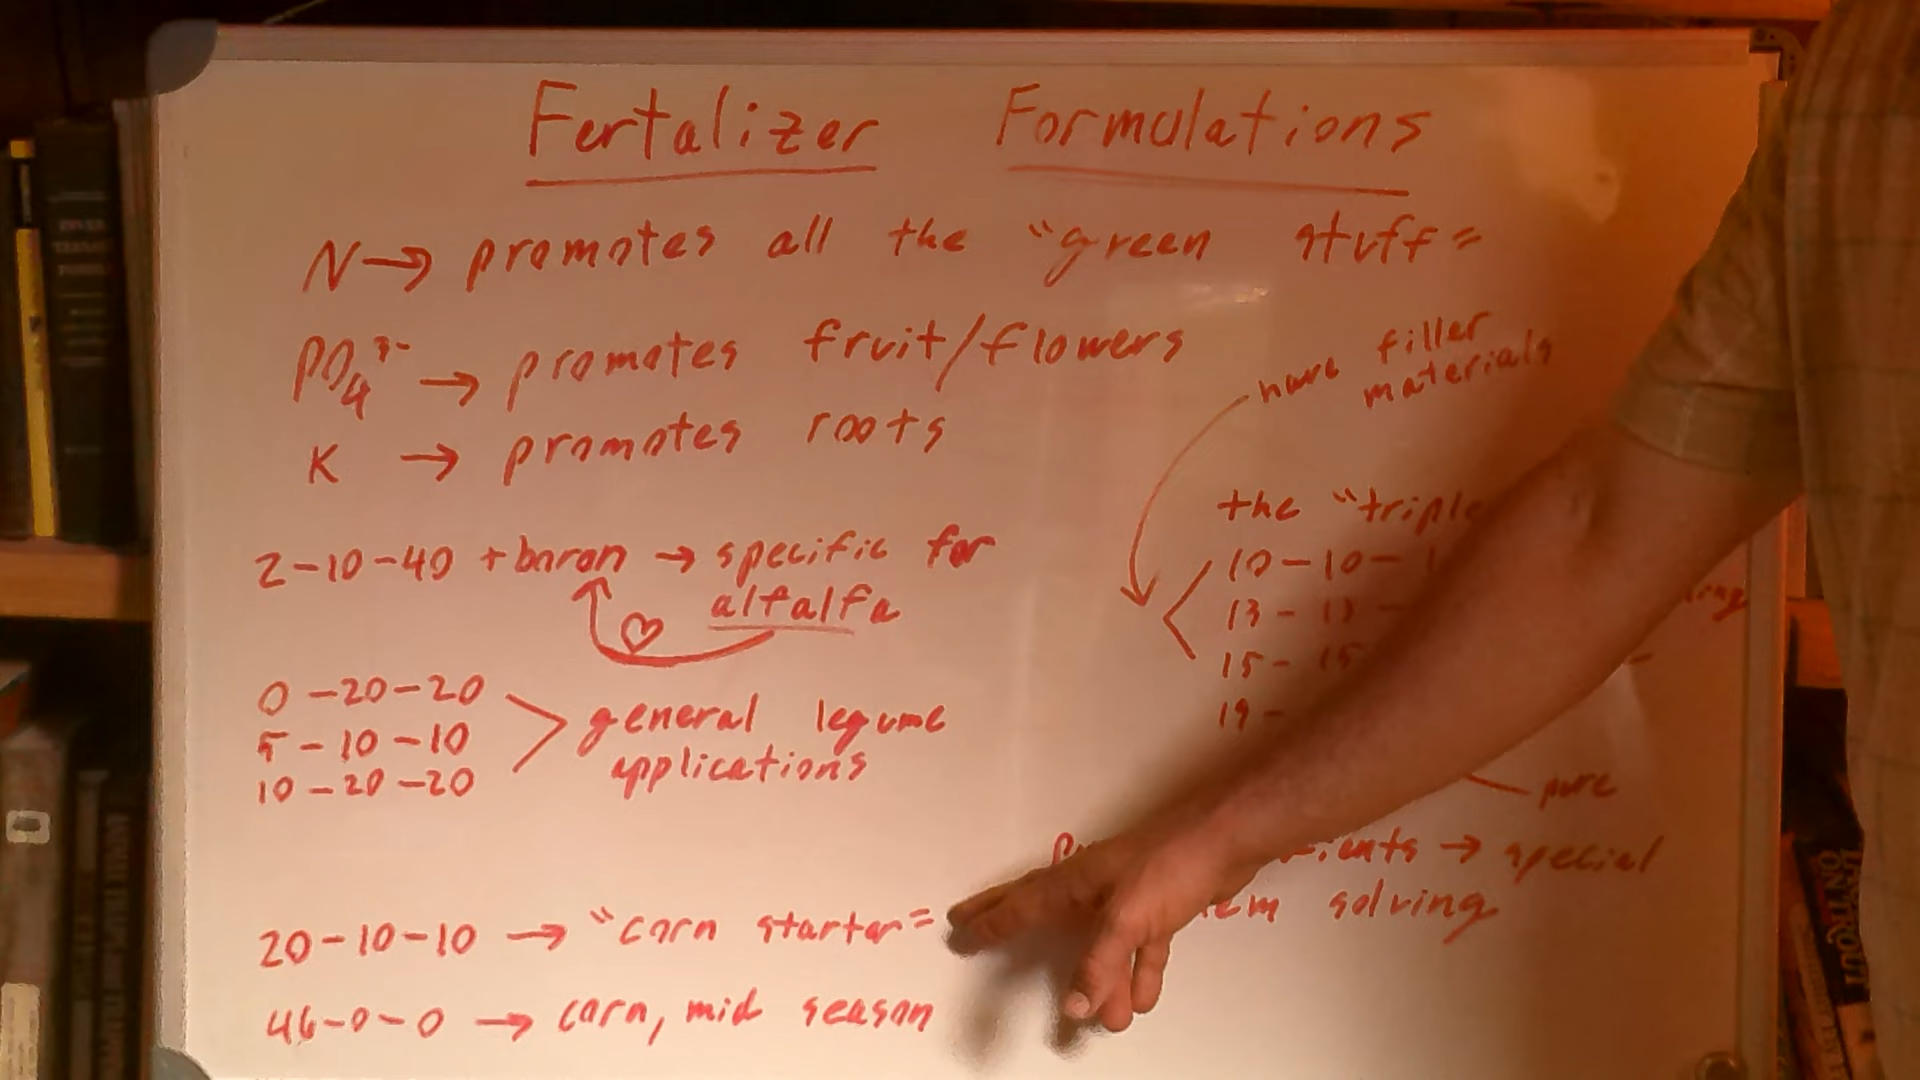 Fertalizer Formulations
N → promotes all the "green stuff"
PO₄³⁻ → promotes fruit/flowers
K → promotes roots
have filler
materials
2-10-40 + boron → specific for
alfalfa
0-20-20
5-10-10
10-20-20
general legume
applications
20-10-10 → "corn starter"
46-0-0 → corn, mid season
the "triple
10-10-
13-13-
15-15
19-
pure
→ special
solving